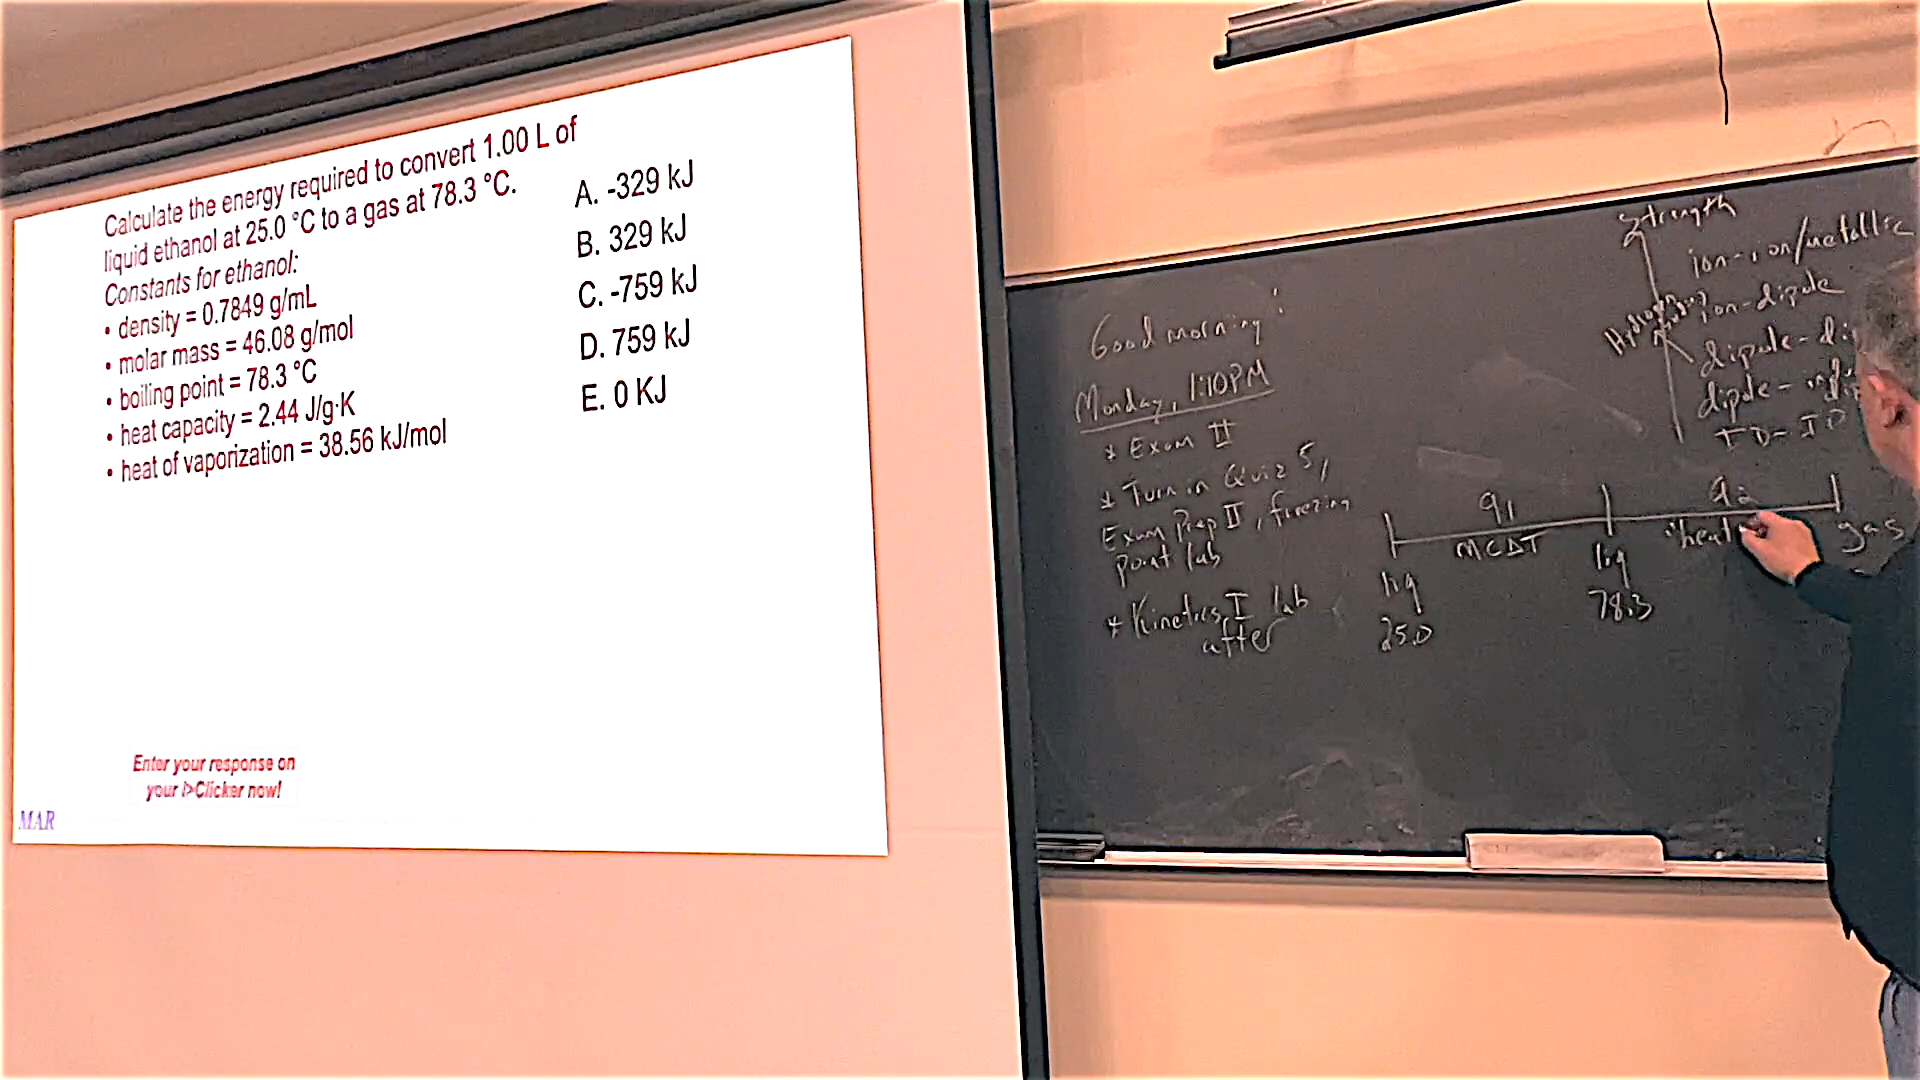 Calculate the energy required to convert 1.00 L of
liquid ethanol at 25.0 °C to a gas at 78.3 °C.
Constants for ethanol:
• density = 0.7849 g/mL
• molar mass = 46.08 g/mol
• boiling point = 78.3 °C
• heat capacity = 2.44 J/g·K
• heat of vaporization = 38.56 kJ/mol
A. -329 kJ
B. 329 kJ
C. -759 kJ
D. 759 kJ
E. 0 KJ
Enter your response on
your i>Clicker now!
MAR
Good morning!
Monday, 1:10PM
* Exam II
* Turn in Quiz 5,
Exam Prep II, freezing
point lab
* Kinetics I lab
after
Strength
ion-ion/metallic
ion-dipole
Hydrogen
dipole-
dipole-
ID-ID
q1
q2
MCΔT
"heat
gas
liq
25.0
liq
78.3